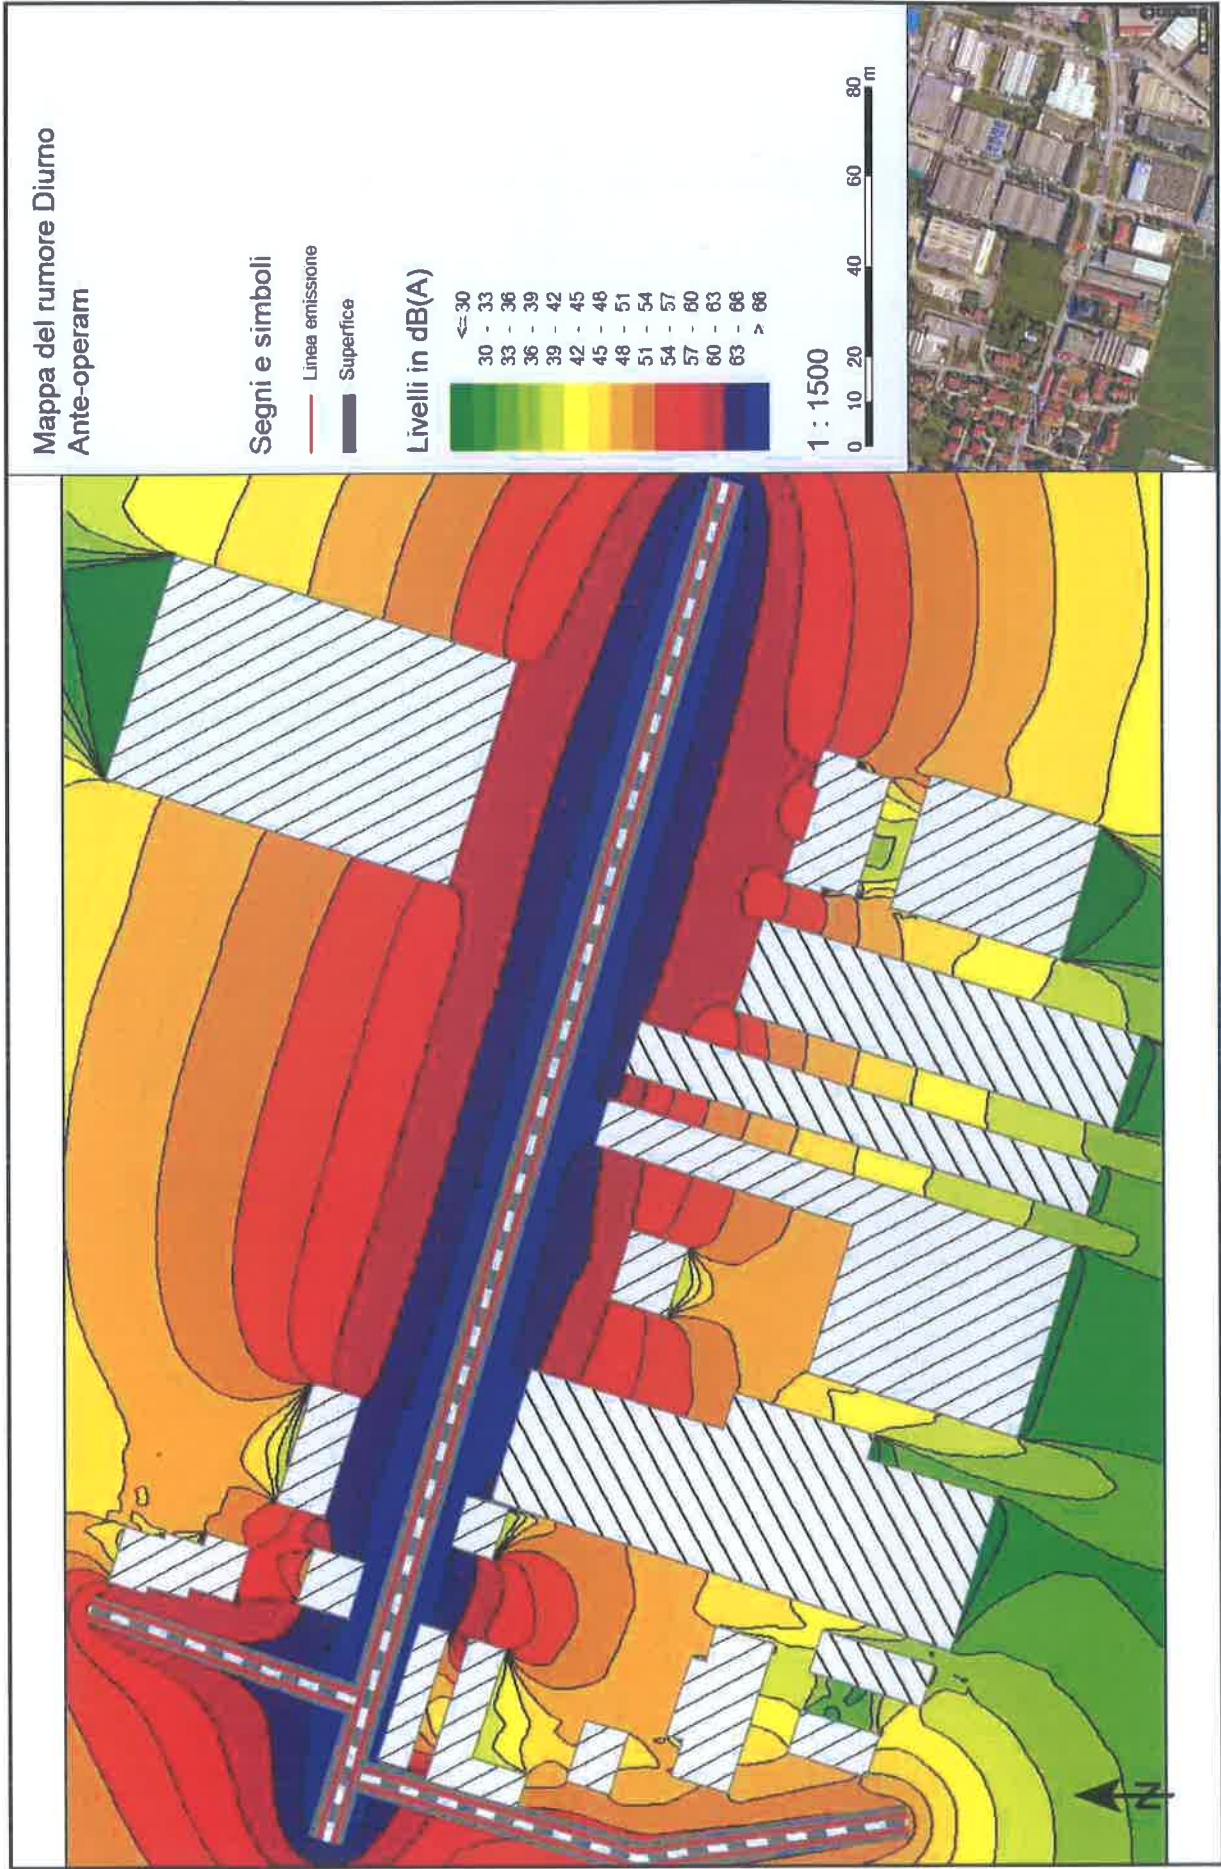 Mappa del rumore Diurno
Ante-operam
Segni e simboli
Linea emissione
Superfice
Livelli in dB(A)
<= 30
30 - 33
33 - 36
36 - 39
39 - 42
42 - 45
45 - 48
48 - 51
51 - 54
54 - 57
57 - 60
60 - 63
63 - 66
> 66
1 : 1500
0 10 20 40 60 80
m
N